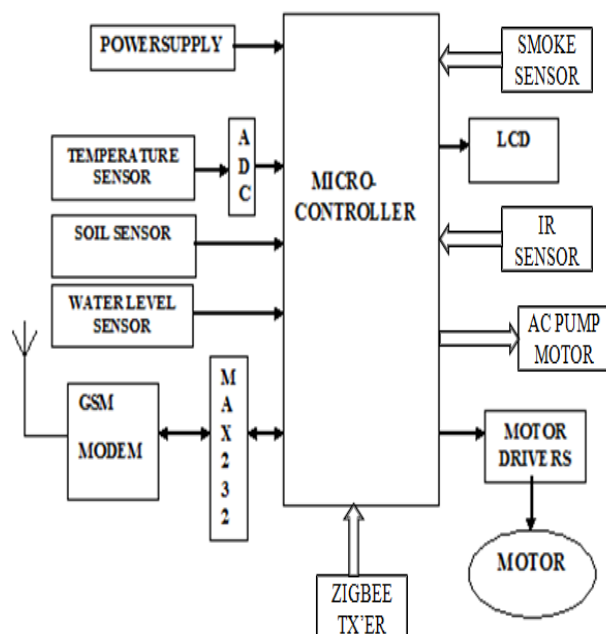 POWERSUPPLY
SMOKE
SENSOR
TEMPERATURE
SENSOR
A
D
C
LCD
MICRO-
CONTROLLER
SOIL SENSOR
IR
SENSOR
WATER LEVEL
SENSOR
AC PUMP
MOTOR
GSM
MODEM
M
A
X
2
3
2
MOTOR
DRIVERS
MOTOR
ZIGBEE
TX'ER